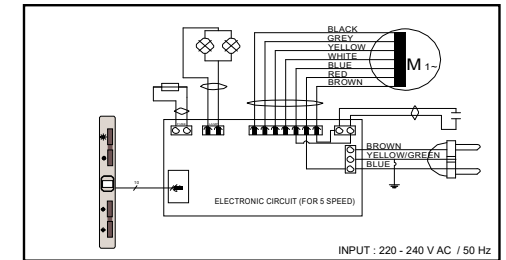 BLACK
GREY
YELLOW
WHITE
BLUE
RED
BROWN
M 1~
BROWN
YELLOW/GREEN
BLUE
ELECTRONIC CIRCUIT (FOR 5 SPEED)
INPUT : 220 - 240 V AC / 50 Hz